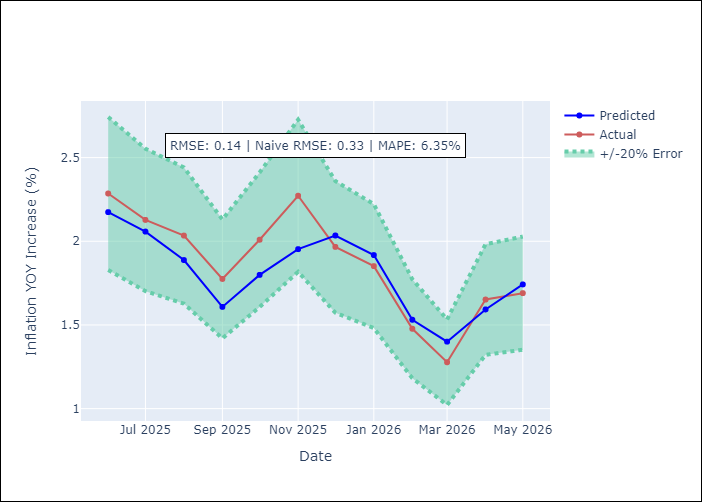 RMSE: 0.14 | Naive RMSE: 0.33 | MAPE: 6.35%
Predicted
Actual
+/-20% Error
Inflation YOY Increase (%)
2.5
2
1.5
1
Jul 2025 Sep 2025 Nov 2025 Jan 2026 Mar 2026 May 2026
Date